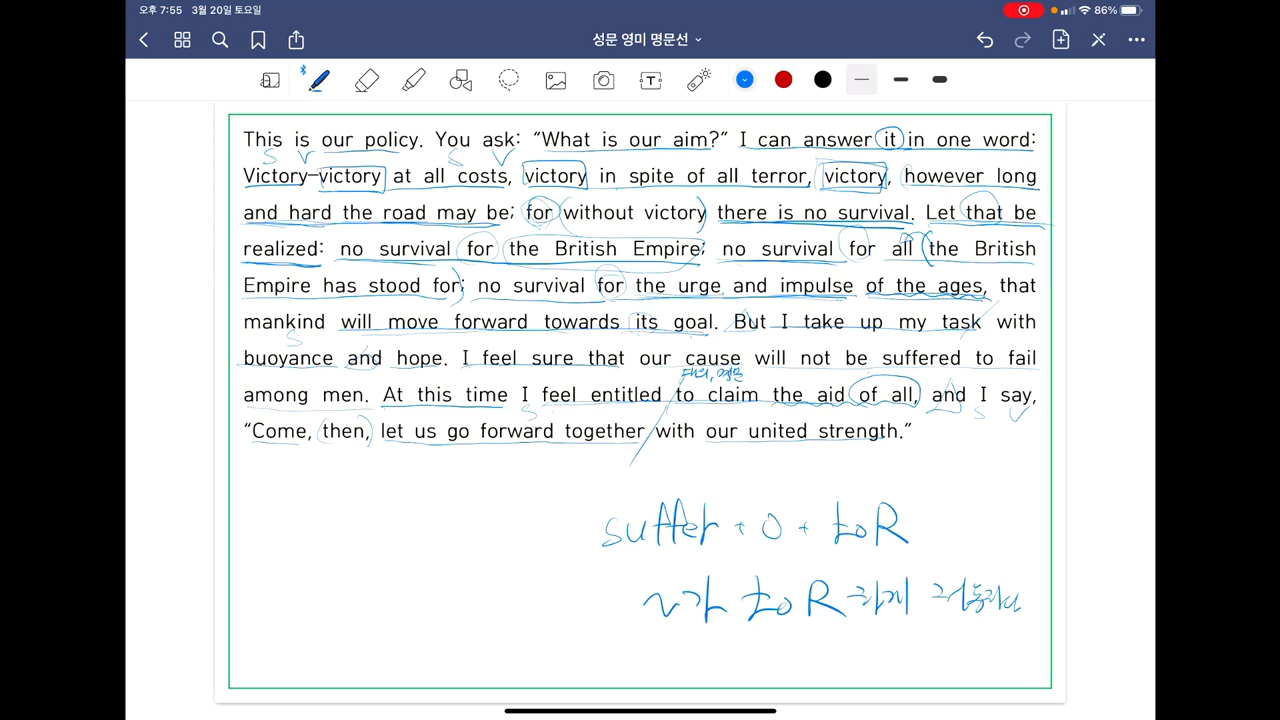 오후 7:55 3월 20일 토요일
86%
성문 영미 명문선
This is our policy. You ask: “What is our aim?” I can answer it in one word:
S V S V
Victory–victory at all costs, victory in spite of all terror, victory, however long
and hard the road may be; for without victory there is no survival. Let that be
realized: no survival for the British Empire; no survival for all the British
Empire has stood for; no survival for the urge and impulse of the ages, that
mankind will move forward towards its goal. But I take up my task with
S
buoyance and hope. I feel sure that our cause will not be suffered to fail
대의, 명분
among men. At this time I feel entitled to claim the aid of all, and I say,
S S V
“Come, then, let us go forward together with our united strength.”
suffer + O + to R
~가 to R 하게